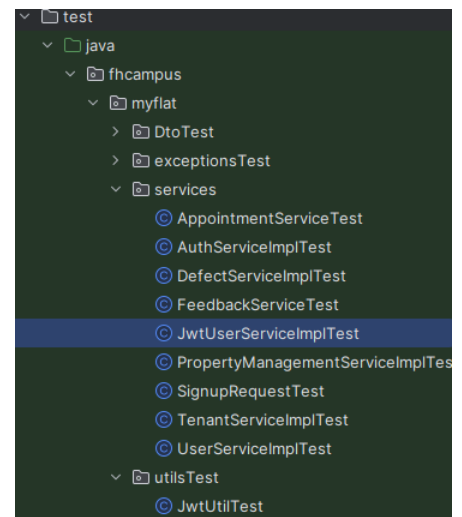 test
java
fhcampus
myflat
DtoTest
exceptionsTest
services
AppointmentServiceTest
AuthServiceImplTest
DefectServiceImplTest
FeedbackServiceTest
JwtUserServiceImplTest
PropertyManagementServiceImplTes
SignupRequestTest
TenantServiceImplTest
UserServiceImplTest
utilsTest
JwtUtilTest